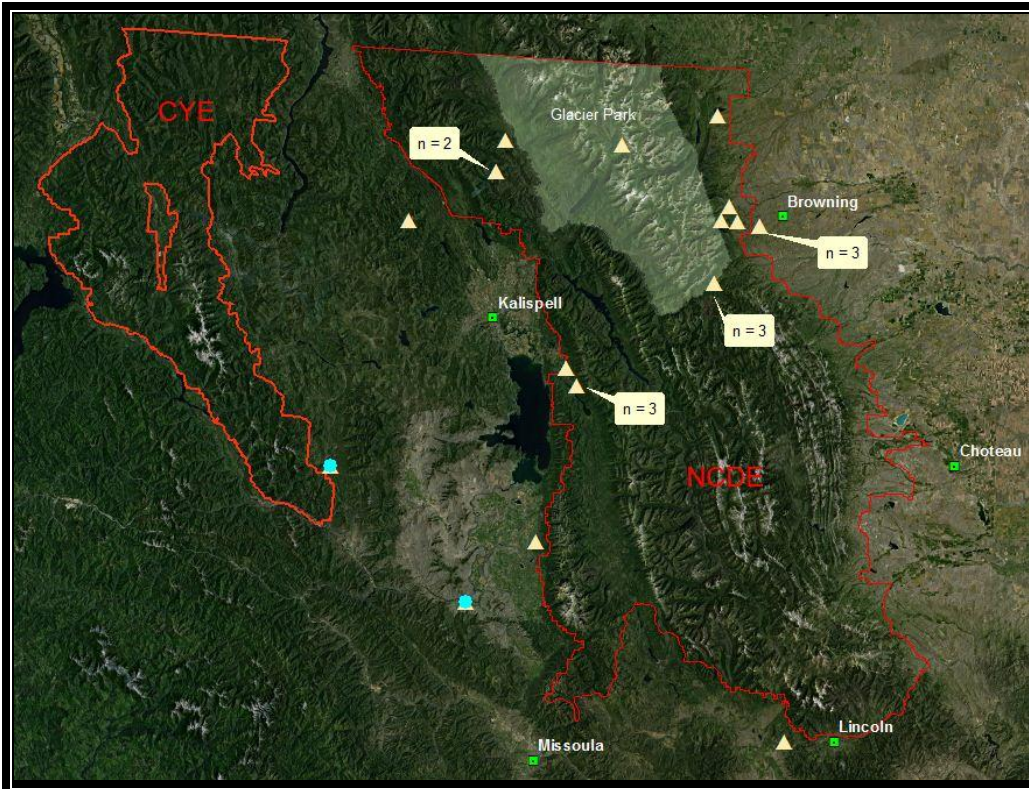 CYE
Glacier Park
n = 2
Browning
n = 3
Kalispell
n = 3
n = 3
Choteau
NCDE
Lincoln
Missoula